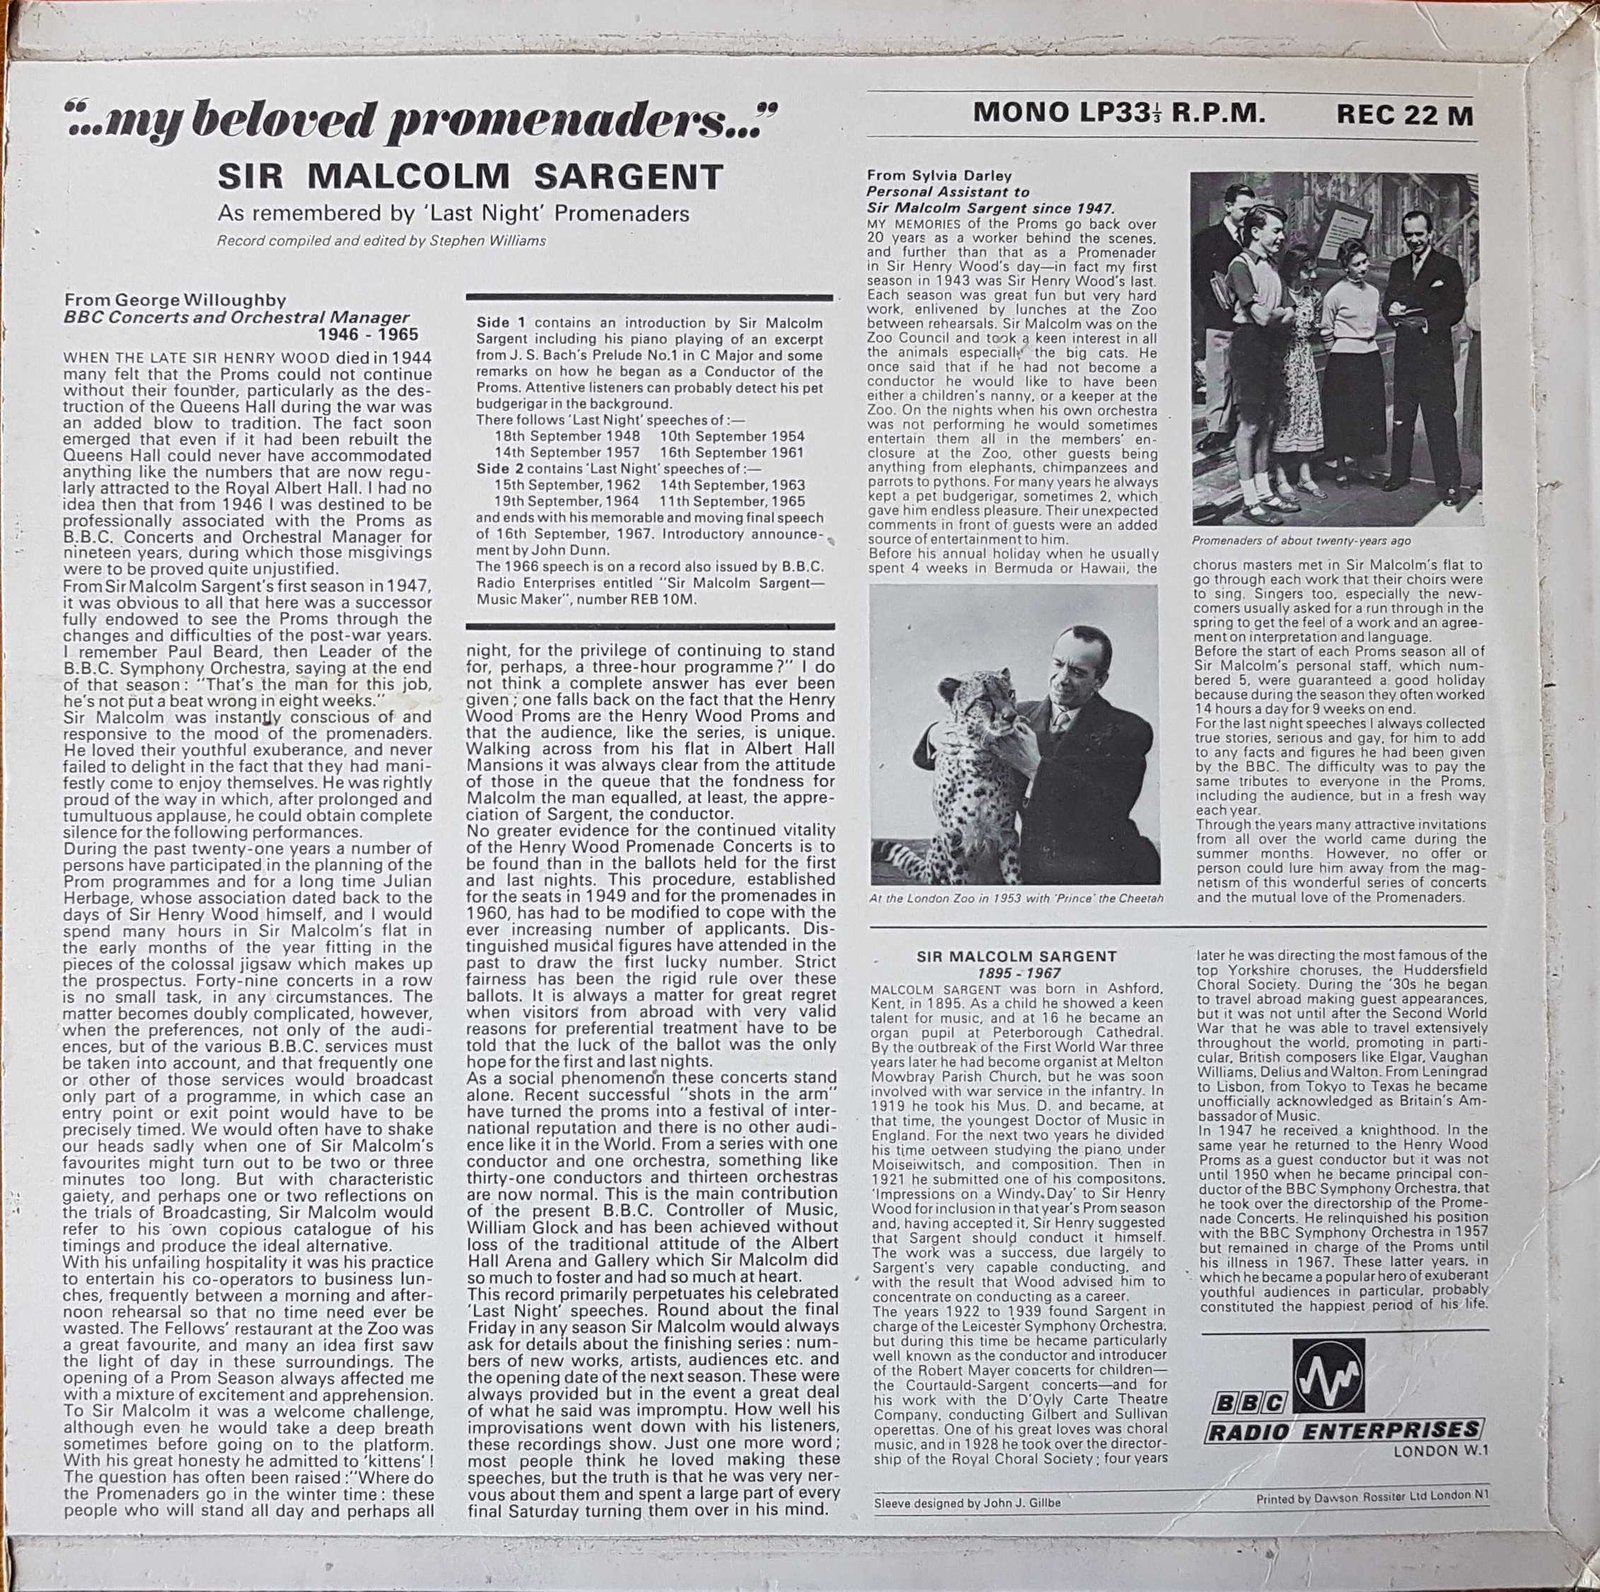 “...my beloved promenaders...”
SIR MALCOLM SARGENT
As remembered by ‘Last Night’ Promenaders
Record compiled and edited by Stephen Williams
MONO LP33⅓ R.P.M. REC 22 M
From George Willoughby
BBC Concerts and Orchestral Manager
1946 - 1965
WHEN THE LATE SIR HENRY WOOD died in 1944
many felt that the Proms could not continue
without their founder, particularly as the des-
truction of the Queens Hall during the war was
an added blow to tradition. The fact soon
emerged that even if it had been rebuilt the
Queens Hall could never have accommodated
anything like the numbers that are now regu-
larly attracted to the Royal Albert Hall. I had no
idea then that from 1946 I was destined to be
professionally associated with the Proms as
B.B.C. Concerts and Orchestral Manager for
nineteen years, during which those misgivings
were to be proved quite unjustified.
From Sir Malcolm Sargent’s first season in 1947,
it was obvious to all that here was a successor
fully endowed to see the Proms through the
changes and difficulties of the post-war years.
I remember Paul Beard, then Leader of the
B.B.C. Symphony Orchestra, saying at the end
of that season: “That’s the man for this job,
he’s not put a beat wrong in eight weeks.”
Sir Malcolm was instantly conscious of and
responsive to the mood of the promenaders.
He loved their youthful exuberance, and never
failed to delight in the fact that they had mani-
festly come to enjoy themselves. He was rightly
proud of the way in which, after prolonged and
tumultuous applause, he could obtain complete
silence for the following performances.
During the past twenty-one years a number of
persons have participated in the planning of the
Prom programmes and for a long time Julian
Herbage, whose association dated back to the
days of Sir Henry Wood himself, and I would
spend many hours in Sir Malcolm’s flat in
the early months of the year fitting in the
pieces of the colossal jigsaw which makes up
the prospectus. Forty-nine concerts in a row
is no small task, in any circumstances. The
matter becomes doubly complicated, however,
when the preferences, not only of the audi-
ences, but of the various B.B.C. services must
be taken into account, and that frequently one
or other of those services would broadcast
only part of a programme, in which case an
entry point or exit point would have to be
precisely timed. We would often have to shake
our heads sadly when one of Sir Malcolm’s
favourites might turn out to be two or three
minutes too long. But with characteristic
gaiety, and perhaps one or two reflections on
the trials of Broadcasting, Sir Malcolm would
refer to his own copious catalogue of his
timings and produce the ideal alternative.
With his unfailing hospitality it was his practice
to entertain his co-operators to business lun-
ches, frequently between a morning and after-
noon rehearsal so that no time need ever be
wasted. The Fellows’ restaurant at the Zoo was
a great favourite, and many an idea first saw
the light of day in these surroundings. The
opening of a Prom Season always affected me
with a mixture of excitement and apprehension.
To Sir Malcolm it was a welcome challenge,
although even he would take a deep breath
sometimes before going on to the platform.
With his great honesty he admitted to ‘kittens’!
The question has often been raised: “Where do
the Promenaders go in the winter time: these
people who will stand all day and perhaps all
Side 1 contains an introduction by Sir Malcolm
Sargent including his piano playing of an excerpt
from J. S. Bach’s Prelude No.1 in C Major and some
remarks on how he began as a Conductor of the
Proms. Attentive listeners can probably detect his pet
budgerigar in the background.
There follows ‘Last Night’ speeches of:—
18th September 1948 10th September 1954
14th September 1957 16th September 1961
Side 2 contains ‘Last Night’ speeches of:—
15th September, 1962 14th September, 1963
19th September, 1964 11th September, 1965
and ends with his memorable and moving final speech
of 16th September, 1967. Introductory announce-
ment by John Dunn.
The 1966 speech is on a record also issued by B.B.C.
Radio Enterprises entitled “Sir Malcolm Sargent—
Music Maker”, number REB 10M.
night, for the privilege of continuing to stand
for, perhaps, a three-hour programme?” I do
not think a complete answer has ever been
given; one falls back on the fact that the Henry
Wood Proms are the Henry Wood Proms and
that the audience, like the series, is unique.
Walking across from his flat in Albert Hall
Mansions it was always clear from the attitude
of those in the queue that the fondness for
Malcolm the man equalled, at least, the appre-
ciation of Sargent, the conductor.
No greater evidence for the continued vitality
of the Henry Wood Promenade Concerts is to
be found than in the ballots held for the first
and last nights. This procedure, established
for the seats in 1949 and for the promenades in
1960, has had to be modified to cope with the
ever increasing number of applicants. Dis-
tinguished musical figures have attended in the
past to draw the first lucky number. Strict
fairness has been the rigid rule over these
ballots. It is always a matter for great regret
when visitors from abroad with very valid
reasons for preferential treatment have to be
told that the luck of the ballot was the only
hope for the first and last nights.
As a social phenomenon these concerts stand
alone. Recent successful “shots in the arm”
have turned the proms into a festival of inter-
national reputation and there is no other audi-
ence like it in the World. From a series with one
conductor and one orchestra, something like
thirty-one conductors and thirteen orchestras
are now normal. This is the main contribution
of the present B.B.C. Controller of Music,
William Glock and has been achieved without
loss of the traditional attitude of the Albert
Hall Arena and Gallery which Sir Malcolm did
so much to foster and had so much at heart.
This record primarily perpetuates his celebrated
‘Last Night’ speeches. Round about the final
Friday in any season Sir Malcolm would always
ask for details about the finishing series: num-
bers of new works, artists, audiences etc. and
the opening date of the next season. These were
always provided but in the event a great deal
of what he said was impromptu. How well his
improvisations went down with his listeners,
these recordings show. Just one more word;
most people think he loved making these
speeches, but the truth is that he was very ner-
vous about them and spent a large part of every
final Saturday turning them over in his mind.
From Sylvia Darley
Personal Assistant to
Sir Malcolm Sargent since 1947.
MY MEMORIES of the Proms go back over
20 years as a worker behind the scenes,
and further than that as a Promenader
in Sir Henry Wood’s day—in fact my first
season in 1943 was Sir Henry Wood’s last.
Each season was great fun but very hard
work, enlivened by lunches at the Zoo
between rehearsals. Sir Malcolm was on the
Zoo Council and took a keen interest in all
the animals especially the big cats. He
once said that if he had not become a
conductor he would like to have been
either a children’s nanny, or a keeper at the
Zoo. On the nights when his own orchestra
was not performing he would sometimes
entertain them all in the members’ en-
closure at the Zoo, other guests being
anything from elephants, chimpanzees and
parrots to pythons. For many years he always
kept a pet budgerigar, sometimes 2, which
gave him endless pleasure. Their unexpected
comments in front of guests were an added
source of entertainment to him.
Before his annual holiday when he usually
spent 4 weeks in Bermuda or Hawaii, the
At the London Zoo in 1953 with ‘Prince’ the Cheetah
Promenaders of about twenty-years ago
chorus masters met in Sir Malcolm’s flat to
go through each work that their choirs were
to sing. Singers too, especially the new-
comers usually asked for a run through in the
spring to get the feel of a work and an agree-
ment on interpretation and language.
Before the start of each Proms season all of
Sir Malcolm’s personal staff, which num-
bered 5, were guaranteed a good holiday
because during the season they often worked
14 hours a day for 9 weeks on end.
For the last night speeches I always collected
true stories, serious and gay, for him to add
to any facts and figures he had been given
by the BBC. The difficulty was to pay the
same tributes to everyone in the Proms,
including the audience, but in a fresh way
each year.
Through the years many attractive invitations
from all over the world came during the
summer months. However, no offer or
person could lure him away from the mag-
netism of this wonderful series of concerts
and the mutual love of the Promenaders.
SIR MALCOLM SARGENT
1895 - 1967
MALCOLM SARGENT was born in Ashford,
Kent, in 1895. As a child he showed a keen
talent for music, and at 16 he became an
organ pupil at Peterborough Cathedral.
By the outbreak of the First World War three
years later he had become organist at Melton
Mowbray Parish Church, but he was soon
involved with war service in the infantry. In
1919 he took his Mus. D. and became, at
that time, the youngest Doctor of Music in
England. For the next two years he divided
his time between studying the piano under
Moiseiwitsch, and composition. Then in
1921 he submitted one of his compositons,
‘Impressions on a Windy Day’ to Sir Henry
Wood for inclusion in that year’s Prom season
and, having accepted it, Sir Henry suggested
that Sargent should conduct it himself.
The work was a success, due largely to
Sargent’s very capable conducting, and
with the result that Wood advised him to
concentrate on conducting as a career.
The years 1922 to 1939 found Sargent in
charge of the Leicester Symphony Orchestra,
but during this time be hecame particularly
well known as the conductor and introducer
of the Robert Mayer concerts for children—
the Courtauld-Sargent concerts—and for
his work with the D’Oyly Carte Theatre
Company, conducting Gilbert and Sullivan
operettas. One of his great loves was choral
music, and in 1928 he took over the director-
ship of the Royal Choral Society; four years
later he was directing the most famous of the
top Yorkshire choruses, the Huddersfield
Choral Society. During the ’30s he began
to travel abroad making guest appearances,
but it was not until after the Second World
War that he was able to travel extensively
throughout the world, promoting in parti-
cular, British composers like Elgar, Vaughan
Williams, Delius and Walton. From Leningrad
to Lisbon, from Tokyo to Texas he became
unofficially acknowledged as Britain’s Am-
bassador of Music.
In 1947 he received a knighthood. In the
same year he returned to the Henry Wood
Proms as a guest conductor but it was not
until 1950 when he became principal con-
ductor of the BBC Symphony Orchestra, that
he took over the directorship of the Prome-
nade Concerts. He relinquished his position
with the BBC Symphony Orchestra in 1957
but remained in charge of the Proms until
his illness in 1967. These latter years, in
which he became a popular hero of exuberant
youthful audiences in particular, probably
constituted the happiest period of his life.
BBC
RADIO ENTERPRISES
LONDON W.1
Sleeve designed by John J. Gillbe
Printed by Dawson Rossiter Ltd London N1